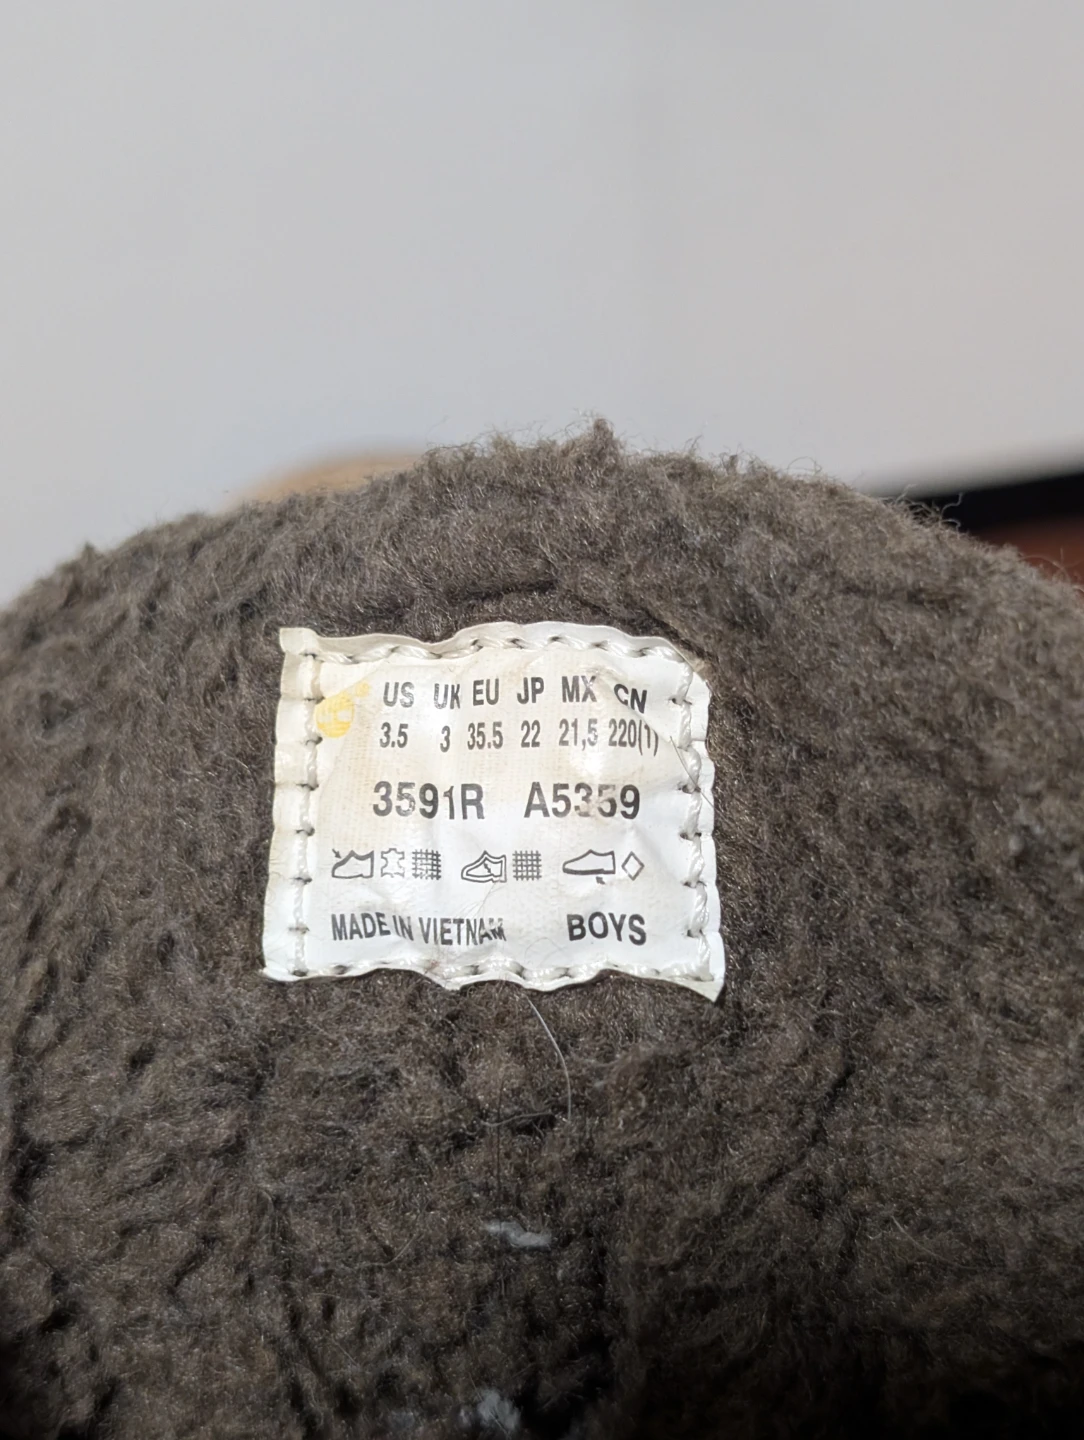 US UK EU JP MX CN
3.5 3 35.5 22 21,5 220(1)
3591R A5359
MADE IN VIETNAM BOYS